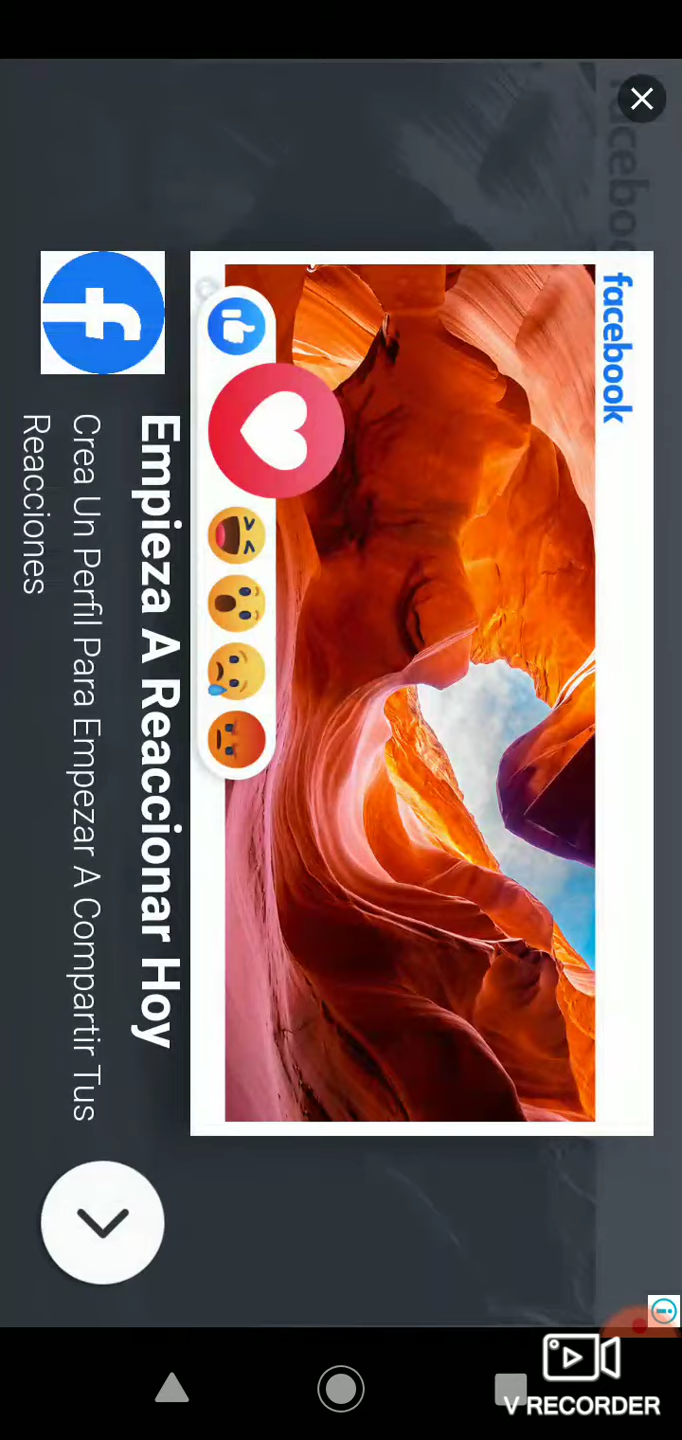 facebook
Empieza A Reaccionar Hoy
Crea Un Perfil Para Empezar A Compartir Tus
Reacciones
V RECORDER